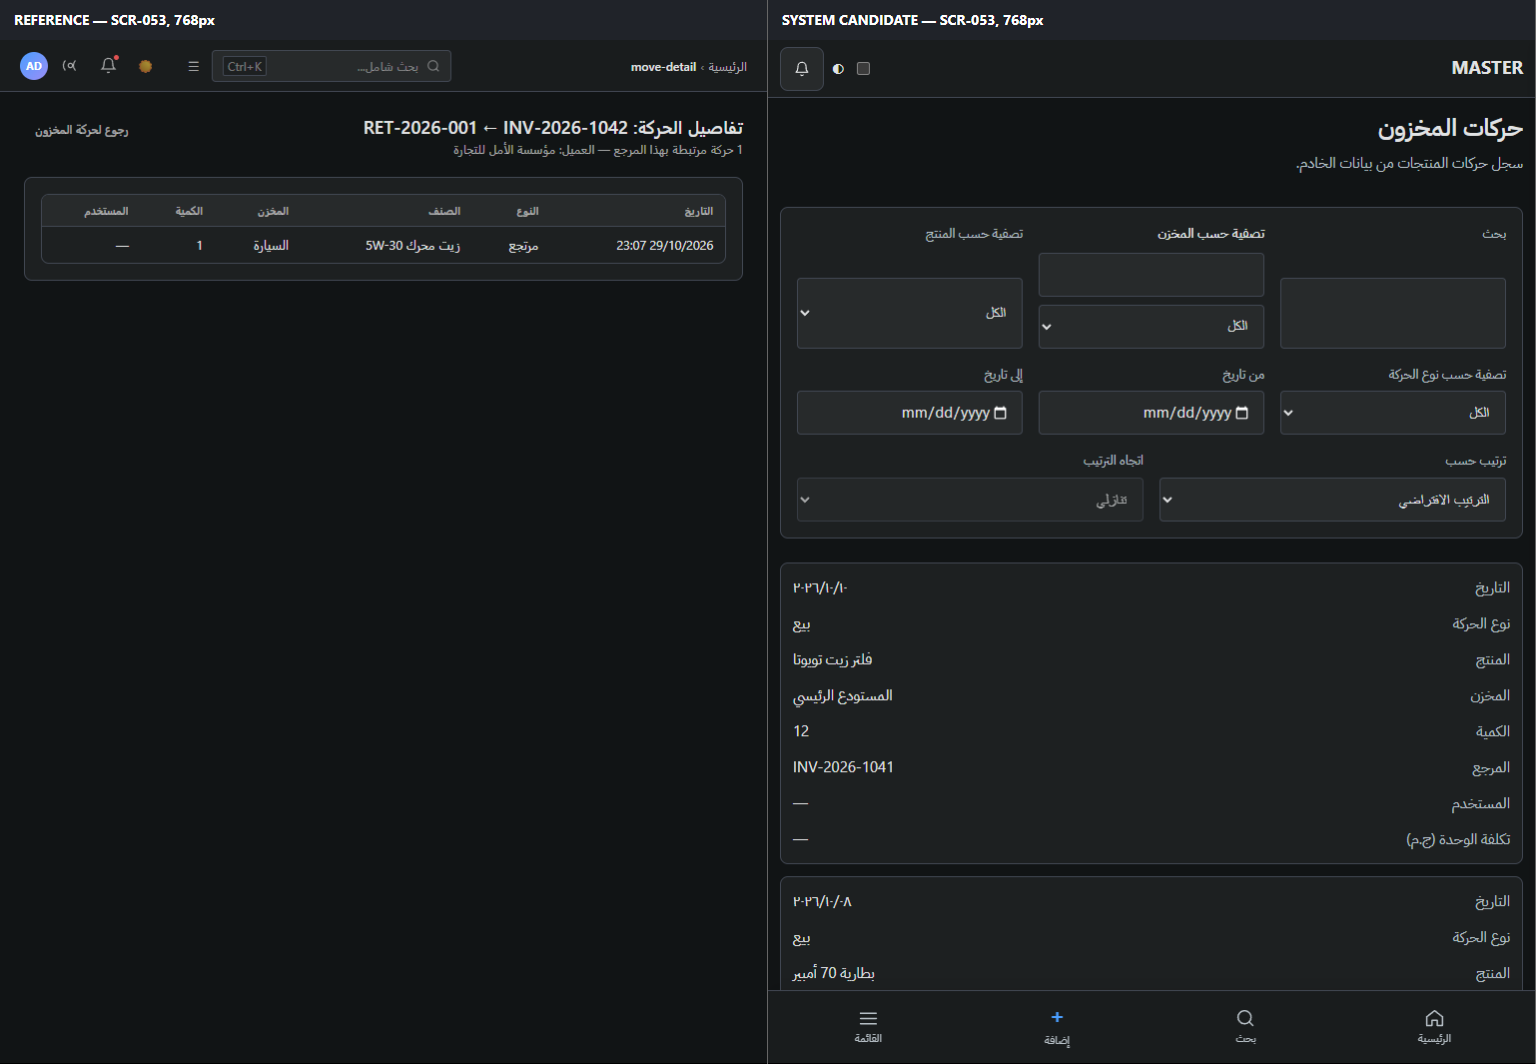 REFERENCE — SCR-053, 768px
الرئيسية › move-detail
بحث شامل...
Ctrl+K
AD
تفاصيل الحركة: RET-2026-001 ← INV-2026-1042
1 حركة مرتبطة بهذا المرجع — العميل: مؤسسة الأمل للتجارة
رجوع لحركة المخزون
التاريخ النوع الصنف المخزن الكمية المستخدم
23:07 29/10/2026 مرتجع زيت محرك 5W-30 السيارة 1 —
SYSTEM CANDIDATE — SCR-053, 768px
MASTER
حركات المخزون
سجل حركات المنتجات من بيانات الخادم.
بحث تصفية حسب المخزن تصفية حسب المنتج
الكل الكل
تصفية حسب نوع الحركة من تاريخ إلى تاريخ
الكل mm/dd/yyyy mm/dd/yyyy
ترتيب حسب اتجاه الترتيب
الترتيب الافتراضي تنازلي
التاريخ ٢٠٢٦/١٠/١٠
نوع الحركة بيع
المنتج فلتر زيت تويوتا
المخزن المستودع الرئيسي
الكمية 12
المرجع INV-2026-1041
المستخدم —
تكلفة الوحدة (ج.م) —
التاريخ ٢٠٢٦/١٠/٠٨
نوع الحركة بيع
المنتج بطارية 70 أمبير
الرئيسية بحث إضافة القائمة